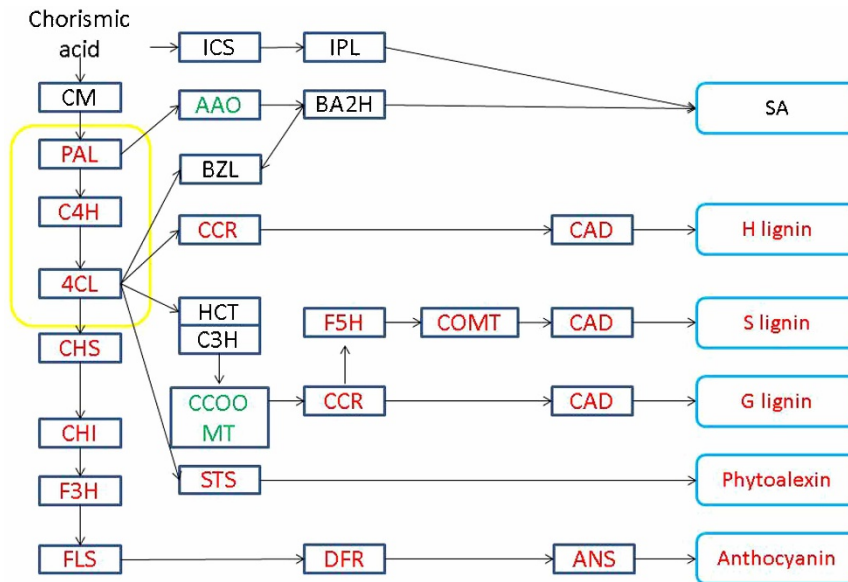 Chorismic
acid
ICS
IPL
CM
AAO
BA2H
SA
PAL
BZL
C4H
CCR
CAD
H lignin
4CL
HCT
C3H
F5H
COMT
CAD
S lignin
CHS
CCOO
MT
CCR
CAD
G lignin
CHI
F3H
STS
Phytoalexin
FLS
DFR
ANS
Anthocyanin